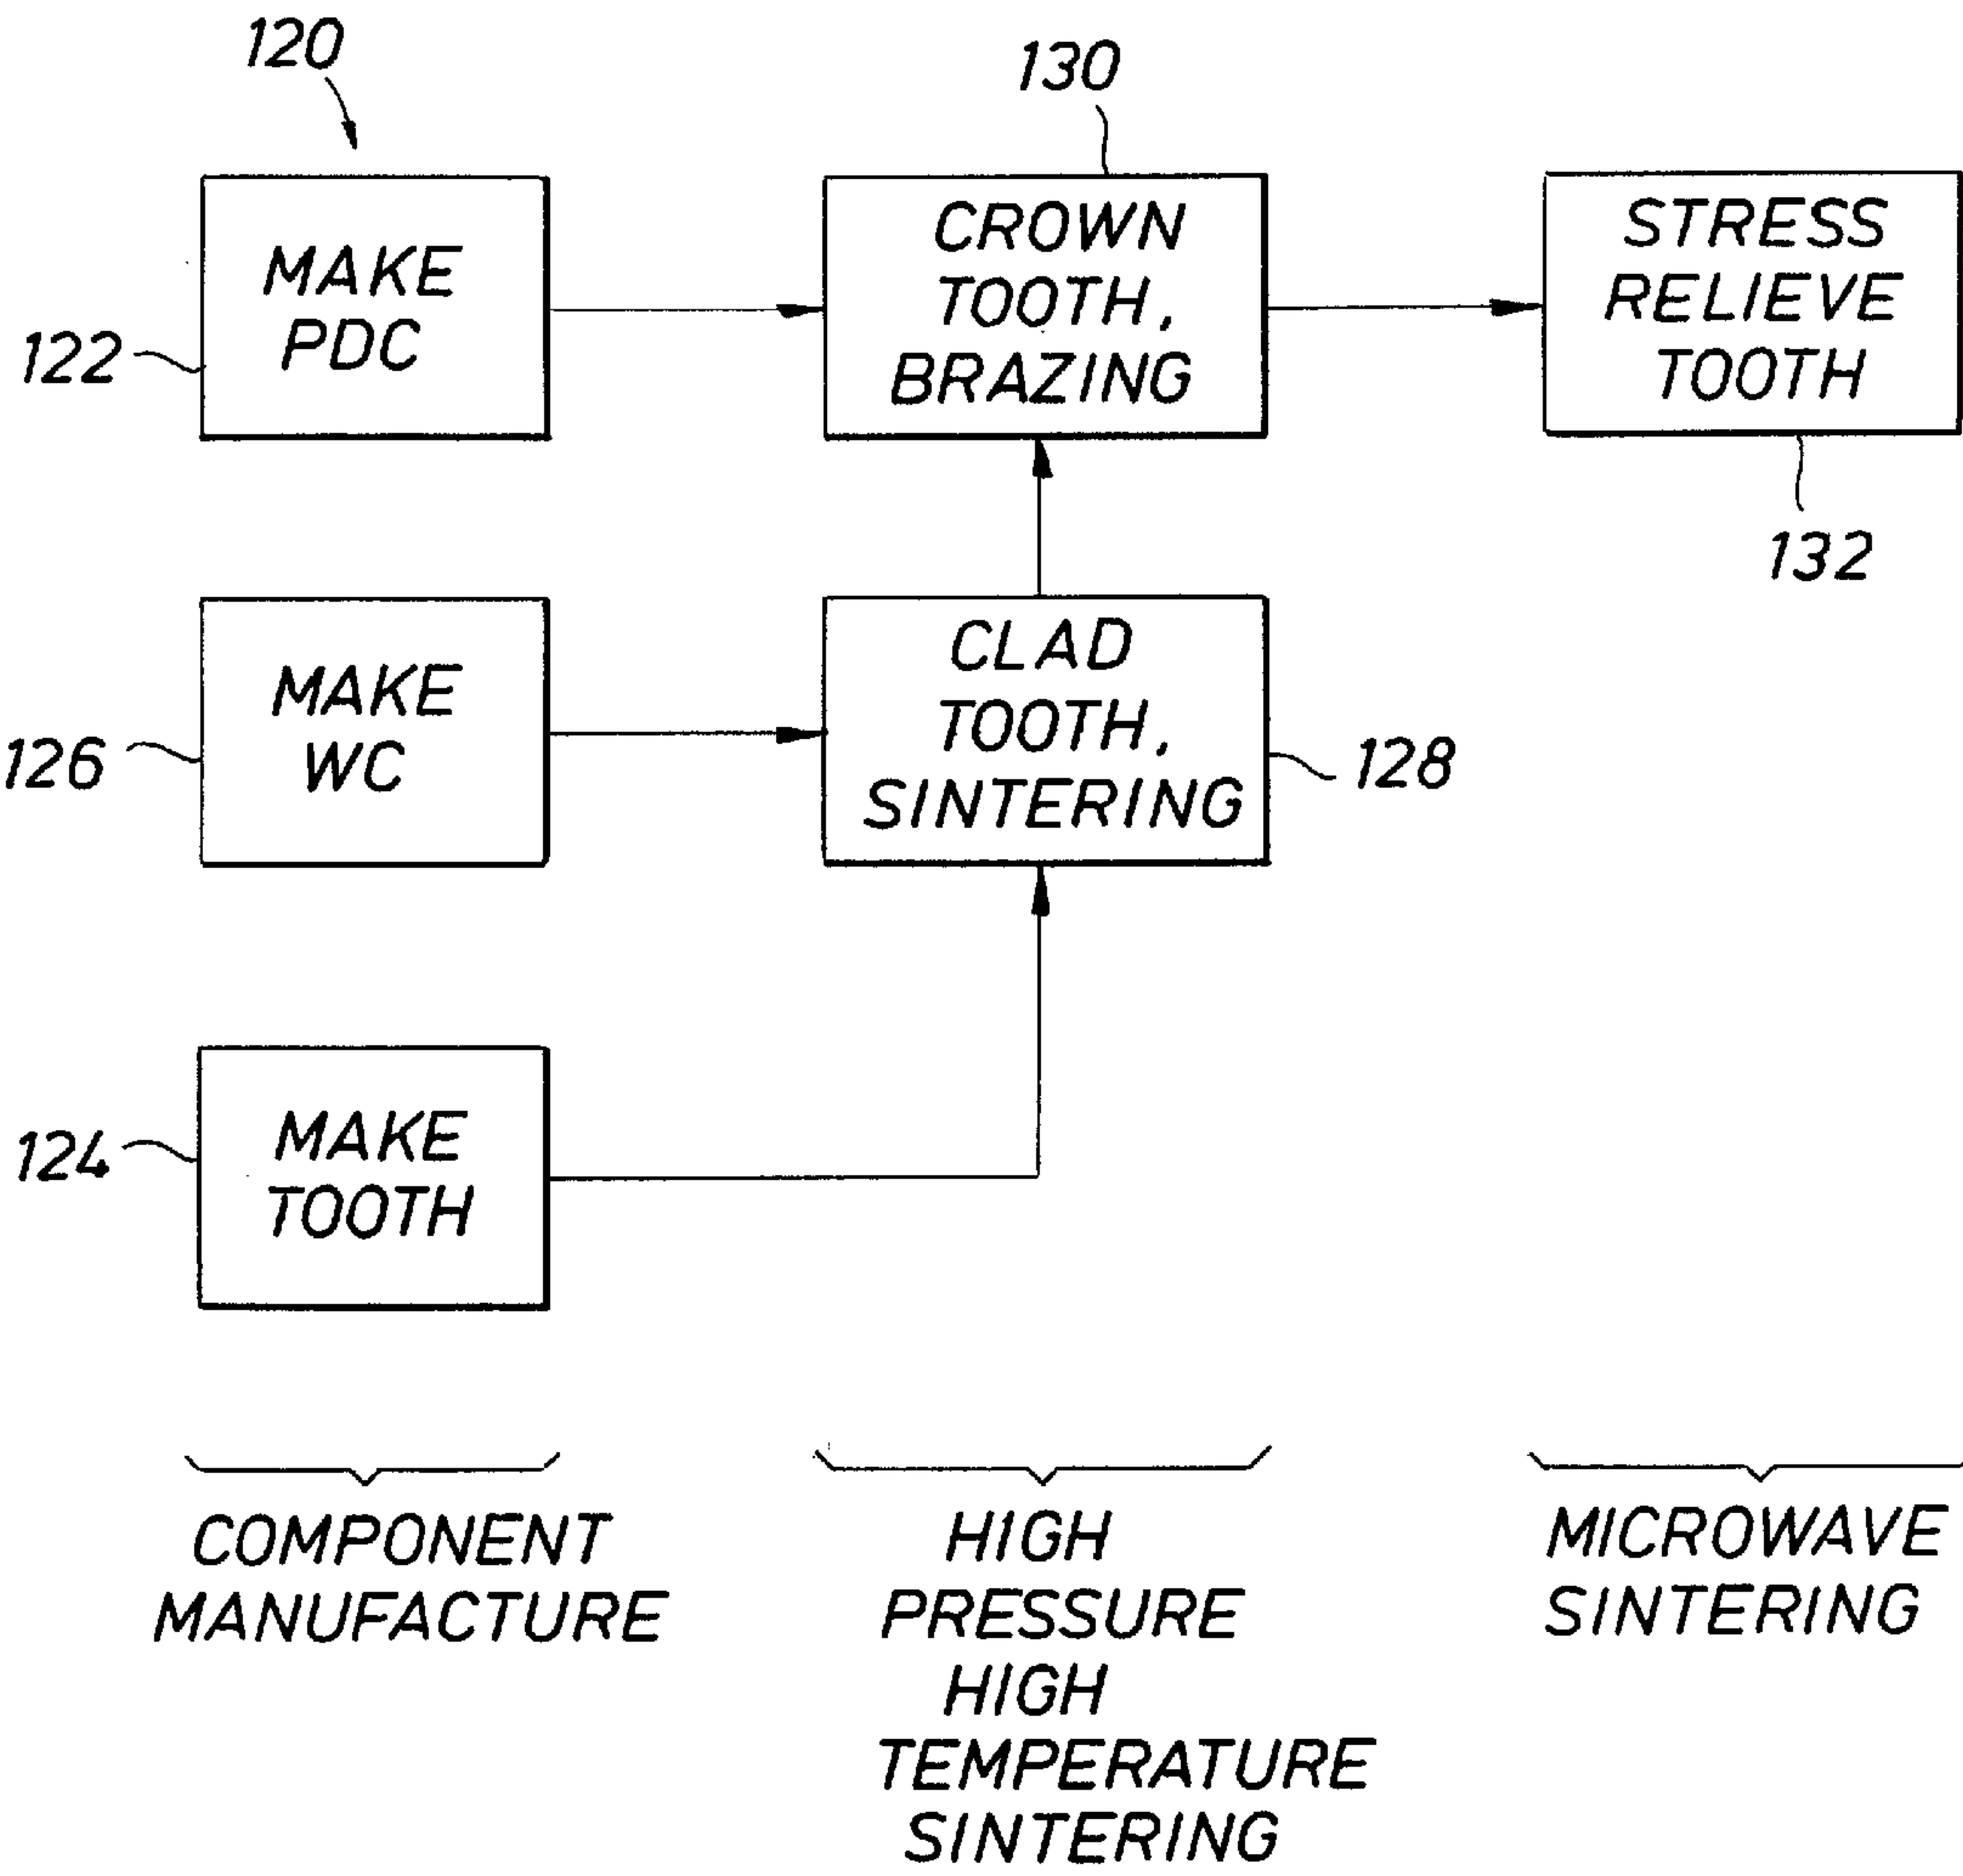 120
130
MAKE
PDC
122
CROWN
TOOTH,
BRAZING
STRESS
RELIEVE
TOOTH
132
MAKE
WC
126
CLAD
TOOTH,
SINTERING
128
MAKE
TOOTH
124
COMPONENT
MANUFACTURE
HIGH
PRESSURE
HIGH
TEMPERATURE
SINTERING
MICROWAVE
SINTERING